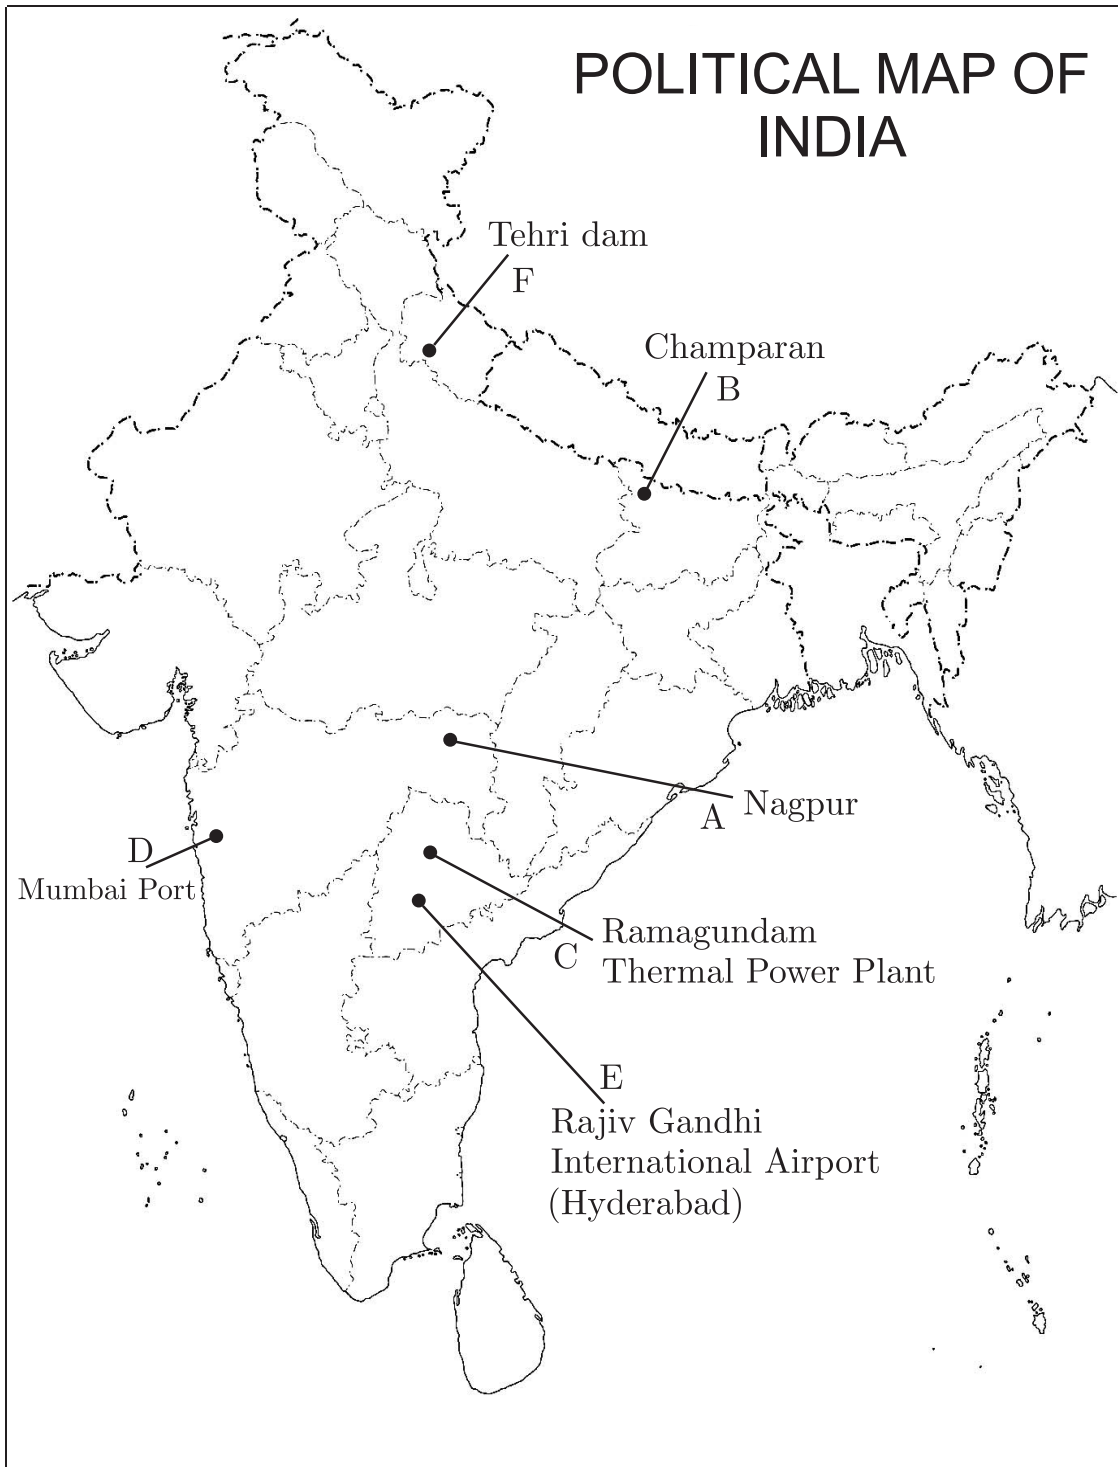 POLITICAL MAP OF
INDIA
Tehri dam
F
Champaran
B
A
Nagpur
D
Mumbai Port
C
Ramagundam
Thermal Power Plant
E
Rajiv Gandhi
International Airport
(Hyderabad)